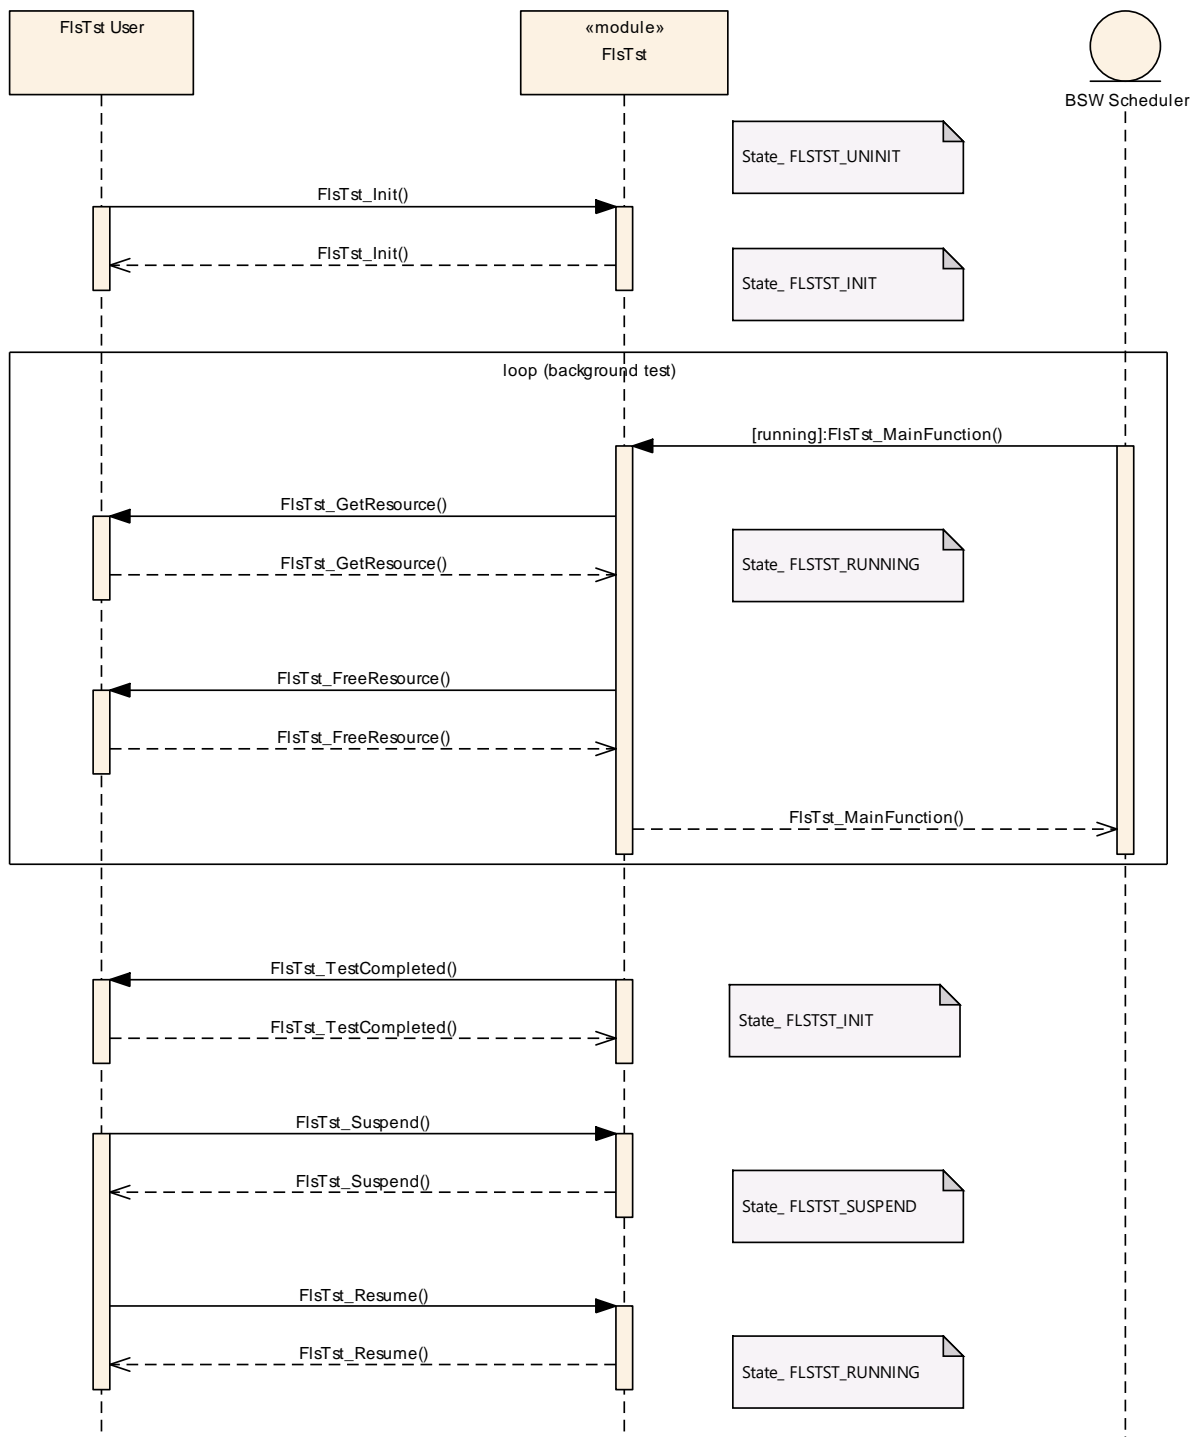 FlsTst User
«module»
FlsTst
BSW Scheduler
State_ FLSTST_UNINIT
FlsTst_Init()
FlsTst_Init()
State_ FLSTST_INIT
loop (background test)
[running]:FlsTst_MainFunction()
FlsTst_GetResource()
FlsTst_GetResource()
State_ FLSTST_RUNNING
FlsTst_FreeResource()
FlsTst_FreeResource()
FlsTst_MainFunction()
FlsTst_TestCompleted()
State_ FLSTST_INIT
FlsTst_TestCompleted()
FlsTst_Suspend()
FlsTst_Suspend()
State_ FLSTST_SUSPEND
FlsTst_Resume()
FlsTst_Resume()
State_ FLSTST_RUNNING